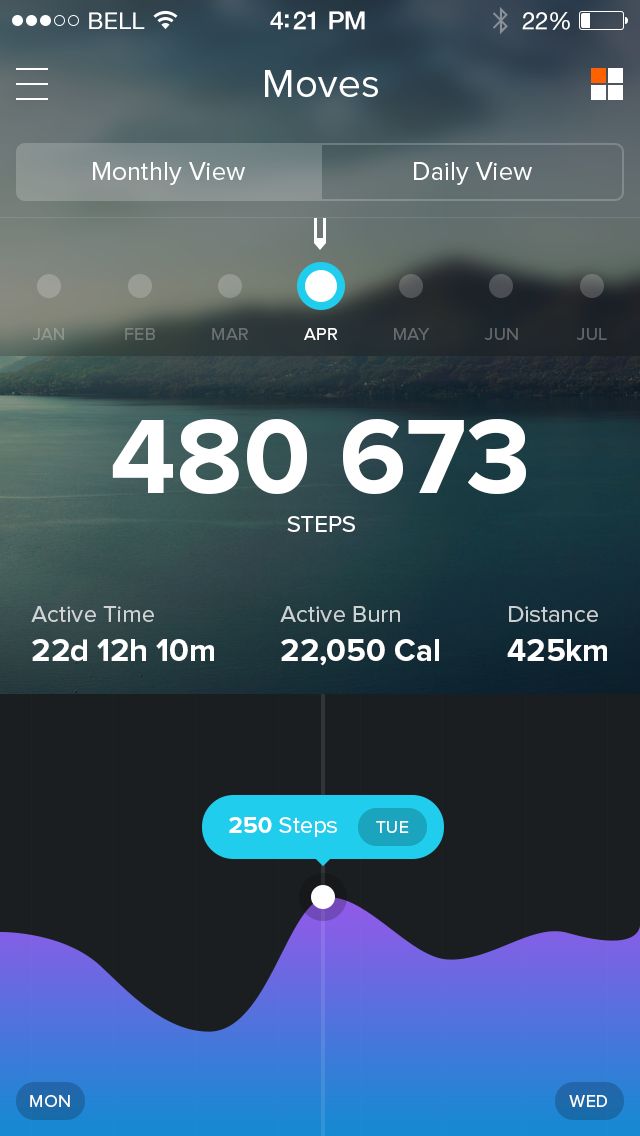 BELL 4:21 PM 22%
Moves
Monthly View Daily View
JAN FEB MAR APR MAY JUN JUL
480 673
STEPS
Active Time Active Burn Distance
22d 12h 10m 22,050 Cal 425km
250 Steps TUE
MON WED